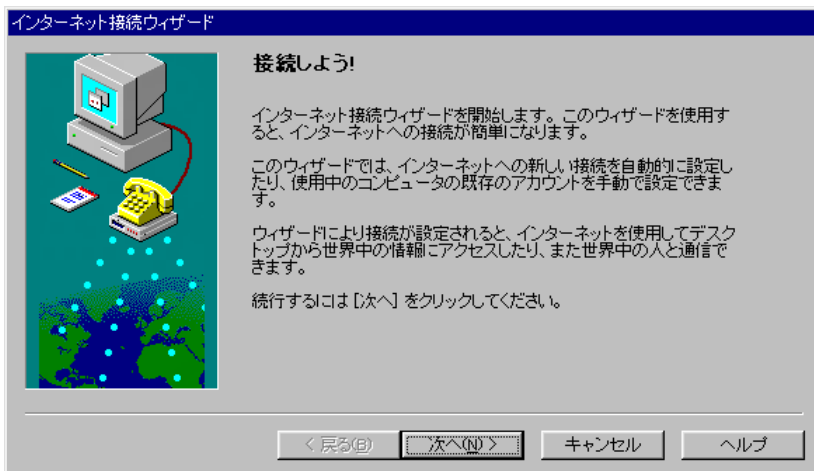 インターネット接続ウィザード
接続しよう!
インターネット接続ウィザードを開始します。このウィザードを使用す
ると、インターネットへの接続が簡単になります。
このウィザードでは、インターネットへの新しい接続を自動的に設定し
たり、使用中のコンピュータの既存のアカウントを手動で設定できま
す。
ウィザードにより接続が設定されると、インターネットを使用してデスク
トップから世界中の情報にアクセスしたり、また世界中の人と通信で
きます。
続行するには [次へ] をクリックしてください。
< 戻る(B)
次へ(N) >
キャンセル
ヘルプ